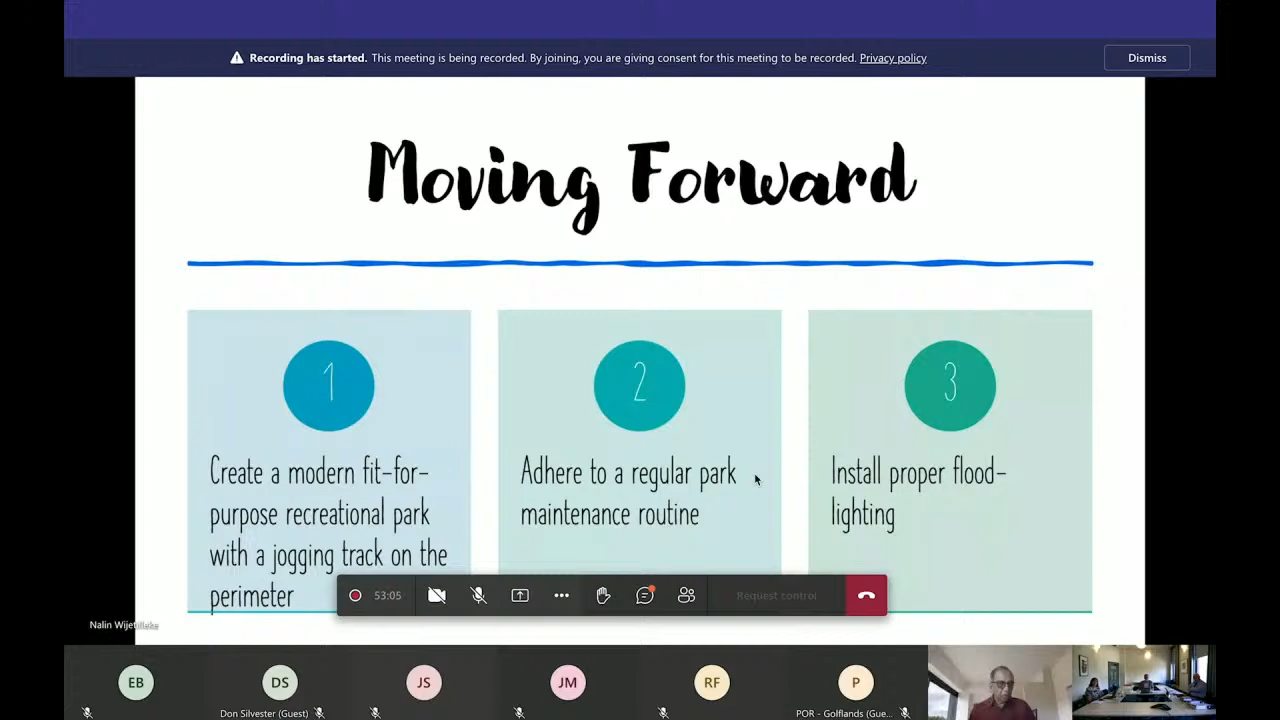 Recording has started. This meeting is being recorded. By joining, you are giving consent for this meeting to be recorded. Privacy policy
Dismiss
Moving Forward
1
2
3
Create a modern fit-for-
purpose recreational park
with a jogging track on the
perimeter
Adhere to a regular park
maintenance routine
Install proper flood-
lighting
53:05
Request control
Nalin Wijetilleke
EB
DS
JS
JM
RF
P
Don Silvester (Guest)
POR - Golflands (Gue...